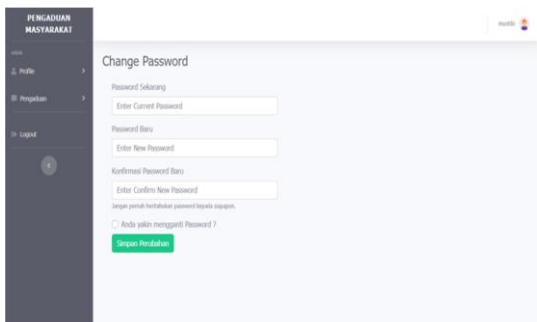 PENGADUAN
MASYARAKAT
Profile
Pengaduan
Logout
Change Password
Password Sekarang
Enter Current Password
Password Baru
Enter New Password
Konfirmasi Password Baru
Enter Confirm New Password
Jangan pernah beritahukan password kepada siapapun.
Anda yakin mengganti Password ?
Simpan Perubahan